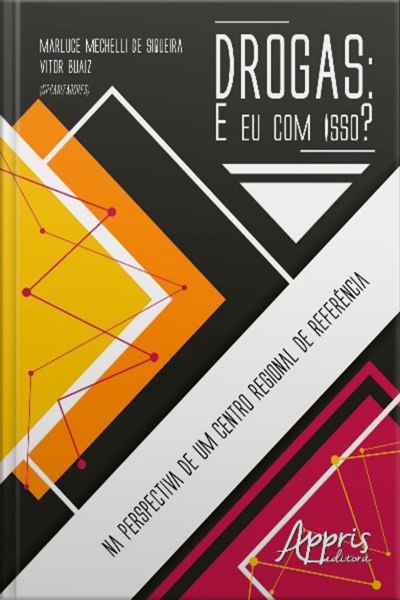 MARLUCE MECHELLI DE SIQUEIRA
VITOR BUAIZ
(ORGANIZADORES)
DROGAS:
E EU COM ISSO?
NA PERSPECTIVA DE UM CENTRO REGIONAL DE REFERÊNCIA
Appris
editora